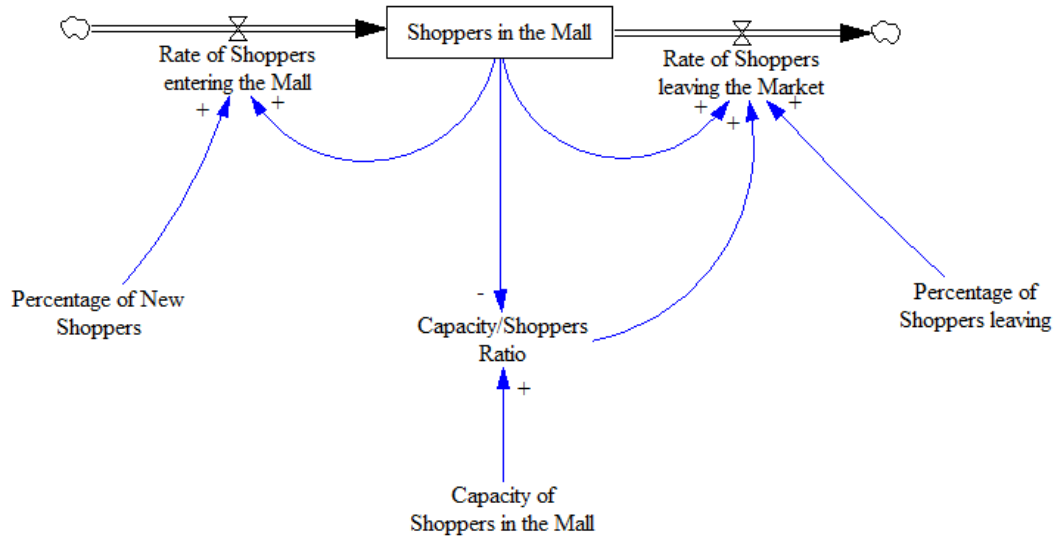 Shoppers in the Mall
Rate of Shoppers
entering the Mall
Rate of Shoppers
leaving the Market
+
+
+
+
+
Percentage of New
Shoppers
-
Capacity/Shoppers
Ratio
Percentage of
Shoppers leaving
+
Capacity of
Shoppers in the Mall